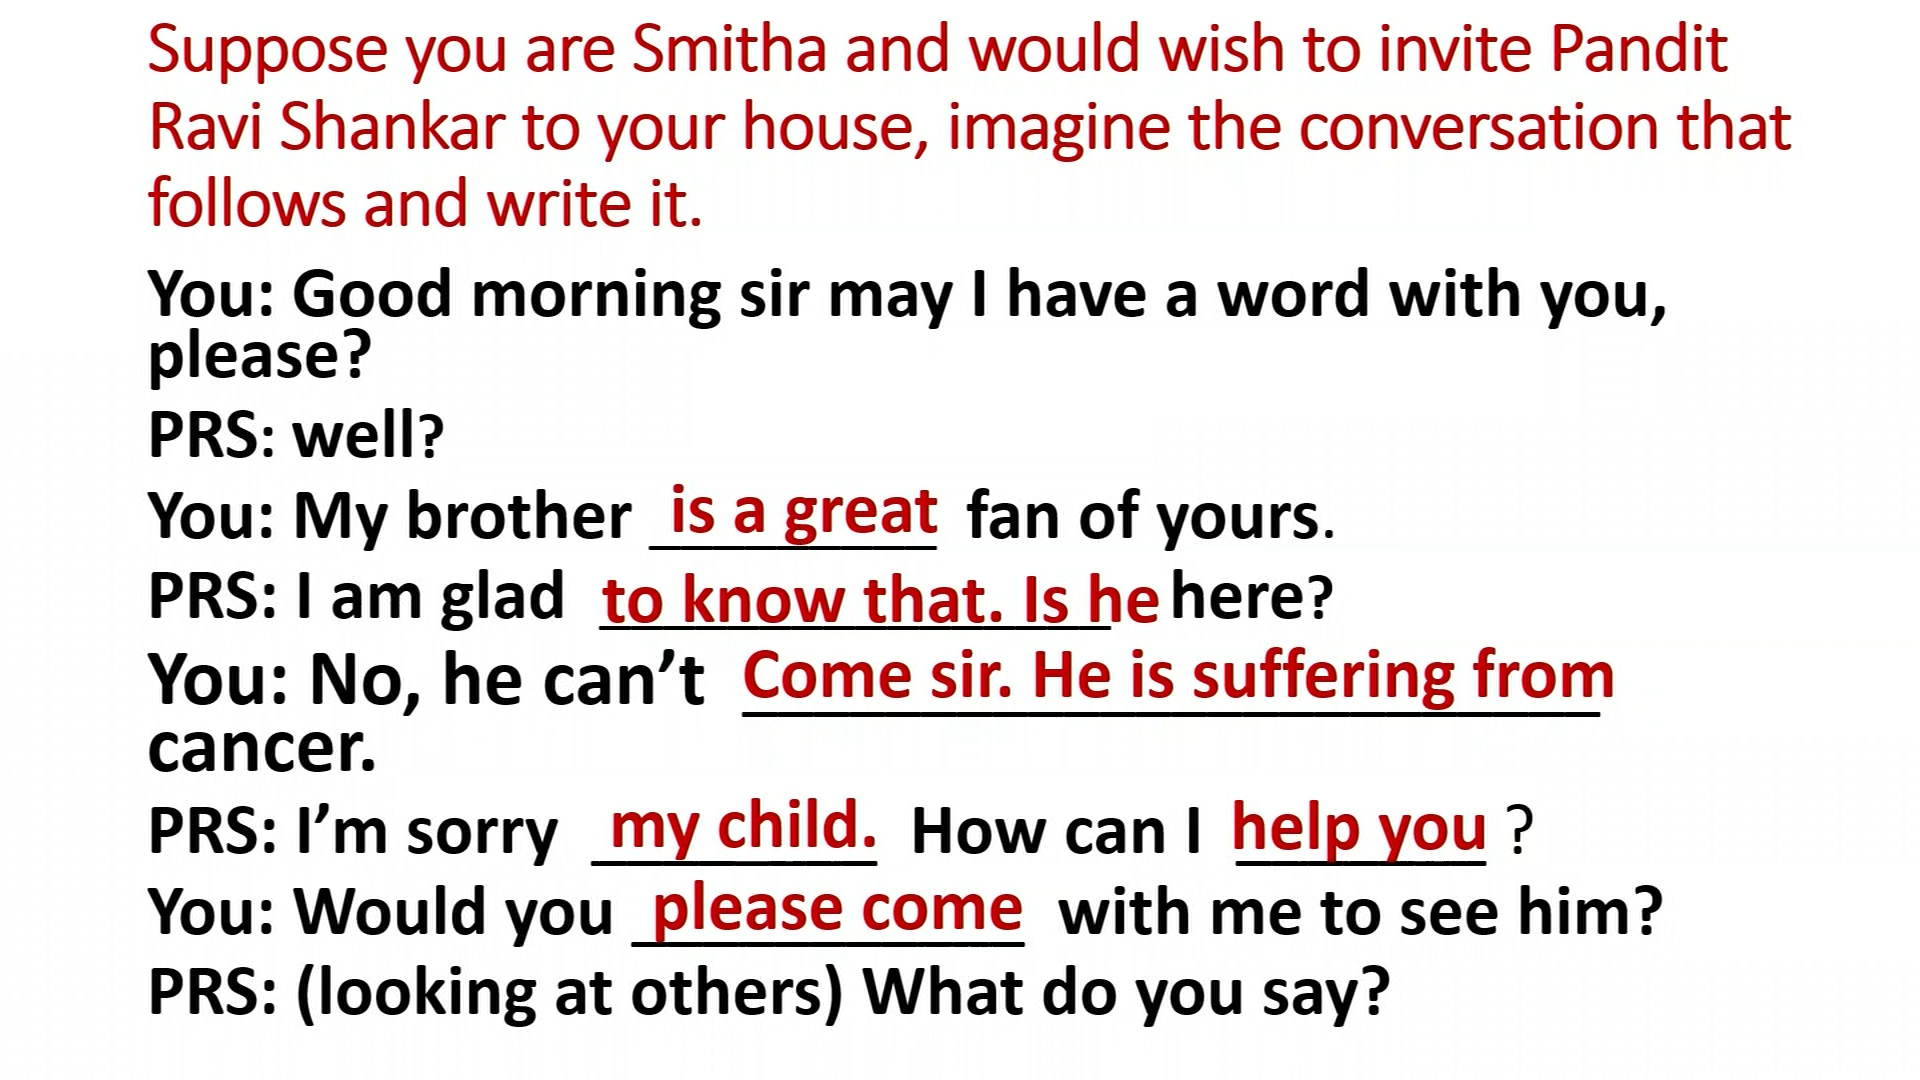 Suppose you are Smitha and would wish to invite Pandit
Ravi Shankar to your house, imagine the conversation that
follows and write it.
You: Good morning sir may I have a word with you,
please?
PRS: well?
You: My brother is a great fan of yours.
PRS: I am glad to know that. Is he here?
You: No, he can’t Come sir. He is suffering from
cancer.
PRS: I’m sorry my child. How can I help you ?
You: Would you please come with me to see him?
PRS: (looking at others) What do you say?